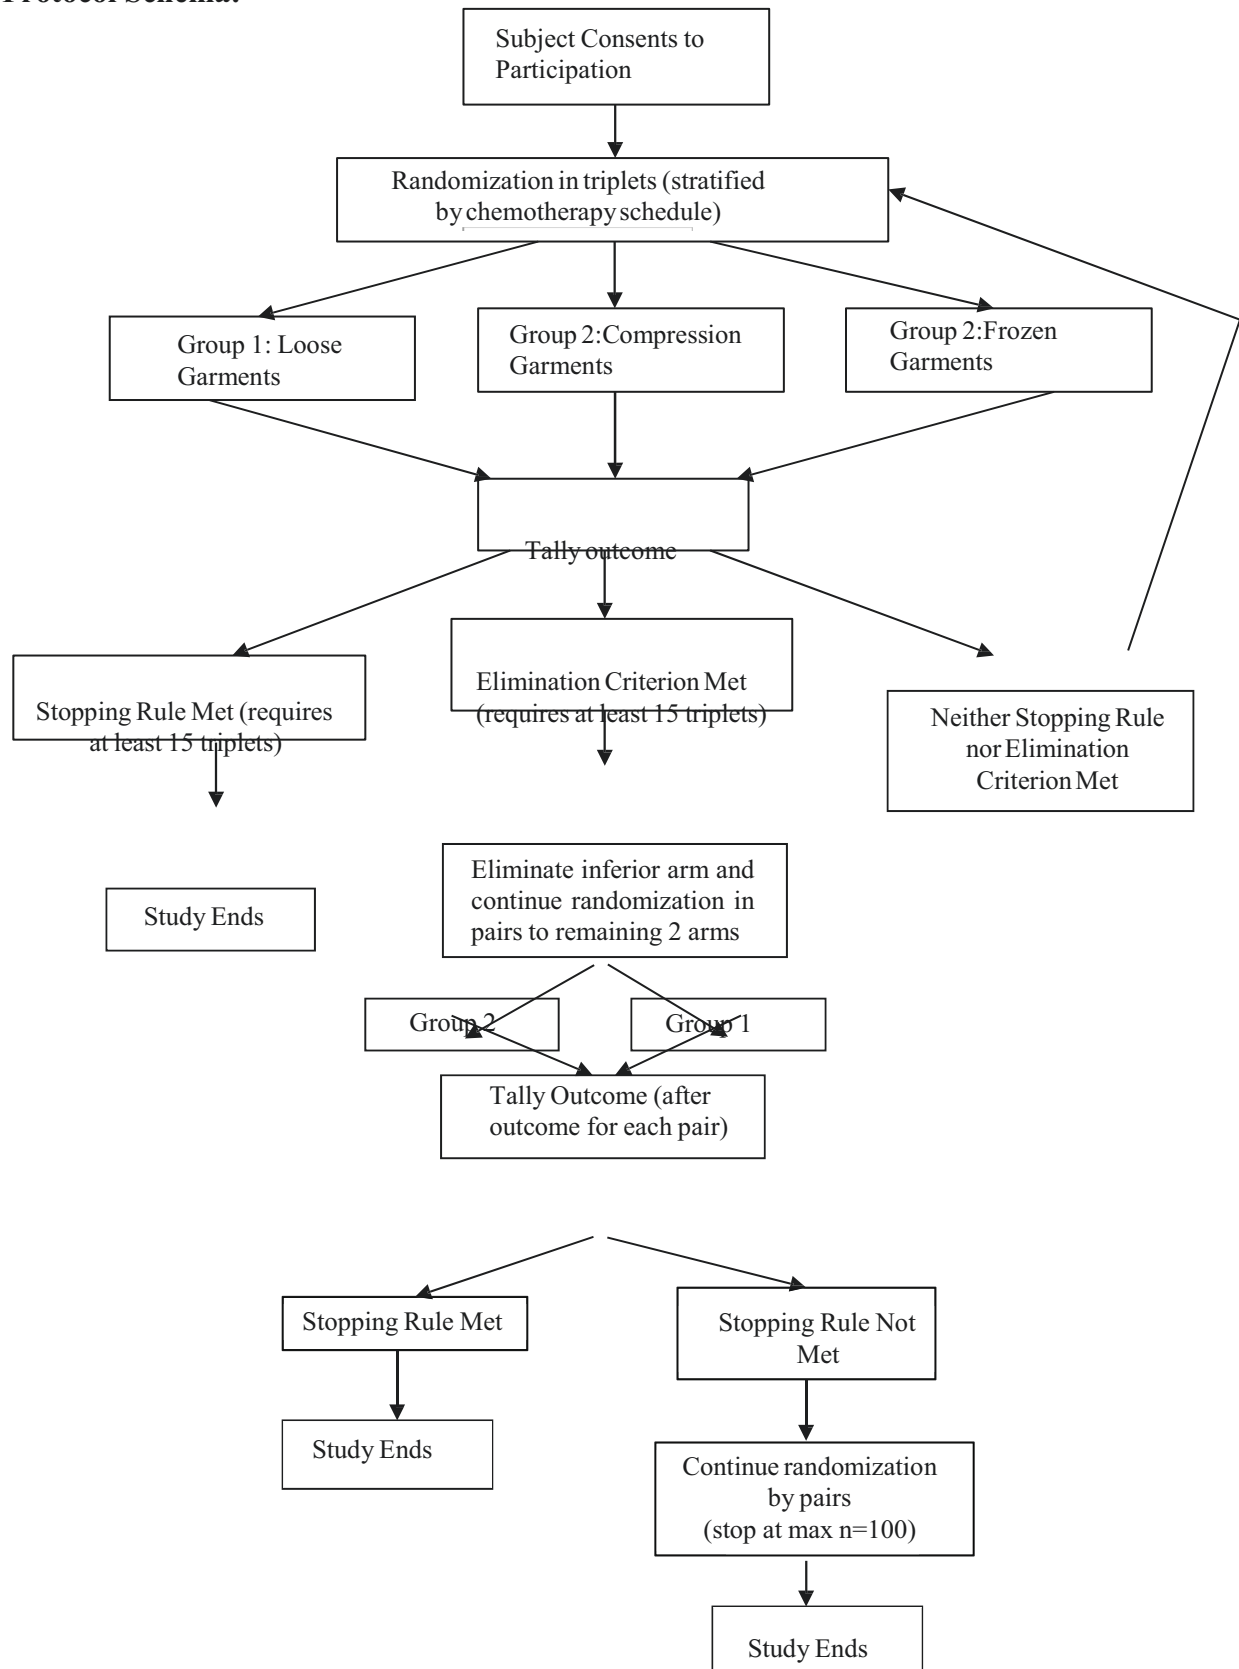 Protocol Schema:
Subject Consents to
Participation
Randomization in triplets (stratified
by chemotherapy schedule)
Group 1: Loose
Garments
Group 2:Compression
Garments
Group 2:Frozen
Garments
Tally outcome
Stopping Rule Met (requires
at least 15 triplets)
Elimination Criterion Met
(requires at least 15 triplets)
Neither Stopping Rule
nor Elimination
Criterion Met
Study Ends
Eliminate inferior arm and
continue randomization in
pairs to remaining 2 arms
Group 2
Group 1
Tally Outcome (after
outcome for each pair)
Stopping Rule Met
Stopping Rule Not
Met
Study Ends
Continue randomization
by pairs
(stop at max n=100)
Study Ends